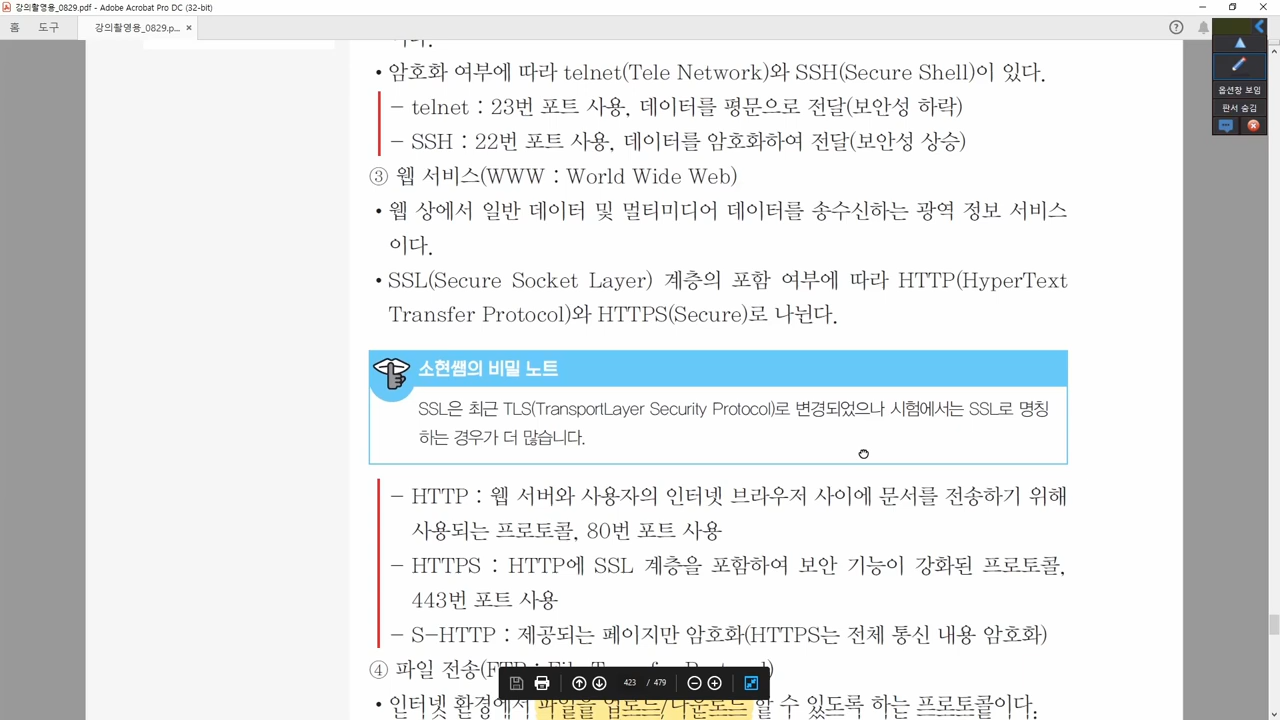 강의촬영용_0829.pdf - Adobe Acrobat Pro DC (32-bit)
홈 도구 강의촬영용_0829.p... ×
이다.
• 암호화 여부에 따라 telnet(Tele Network)와 SSH(Secure Shell)이 있다.
– telnet : 23번 포트 사용, 데이터를 평문으로 전달(보안성 하락)
– SSH : 22번 포트 사용, 데이터를 암호화하여 전달(보안성 상승)
③ 웹 서비스(WWW : World Wide Web)
• 웹 상에서 일반 데이터 및 멀티미디어 데이터를 송수신하는 광역 정보 서비스
이다.
• SSL(Secure Socket Layer) 계층의 포함 여부에 따라 HTTP(HyperText
Transfer Protocol)와 HTTPS(Secure)로 나뉜다.
소현쌤의 비밀 노트
SSL은 최근 TLS(TransportLayer Security Protocol)로 변경되었으나 시험에서는 SSL로 명칭
하는 경우가 더 많습니다.
– HTTP : 웹 서버와 사용자의 인터넷 브라우저 사이에 문서를 전송하기 위해
사용되는 프로토콜, 80번 포트 사용
– HTTPS : HTTP에 SSL 계층을 포함하여 보안 기능이 강화된 프로토콜,
443번 포트 사용
– S-HTTP : 제공되는 페이지만 암호화(HTTPS는 전체 통신 내용 암호화)
④ 파일 전송(FTP : File Transfer Protocol)
• 인터넷 환경에서 파일을 업로드/다운로드 할 수 있도록 하는 프로토콜이다.
423 / 479
옵션창 보임
판서 숨김